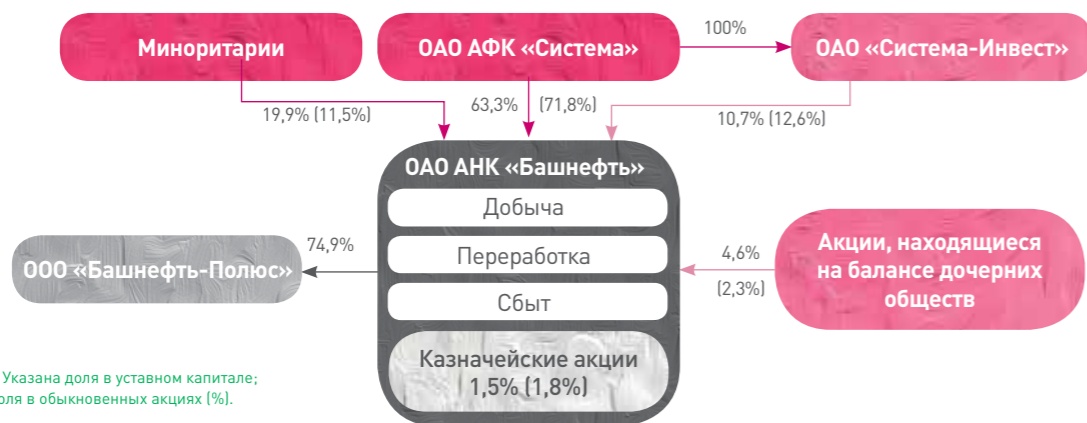 Миноритарии
ОАО АФК «Система»
100%
ОАО «Система-Инвест»
19,9% (11,5%)
63,3%
(71,8%)
10,7% (12,6%)
ОАО АНК «Башнефть»
Добыча
Переработка
Сбыт
Казначейские акции
1,5% (1,8%)
74,9%
ООО «Башнефть-Полюс»
4,6%
(2,3%)
Акции, находящиеся
на балансе дочерних
обществ
Указана доля в уставном капитале;
оля в обыкновенных акциях (%).